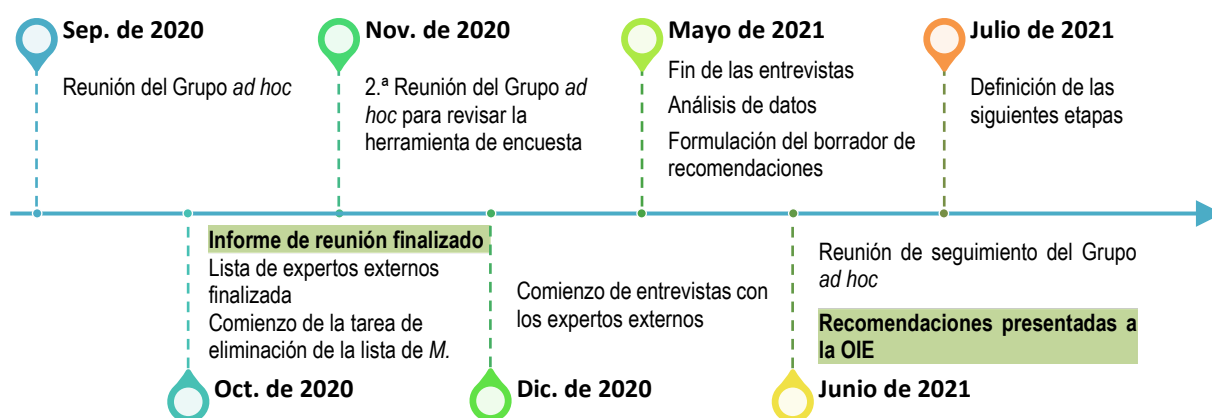 Sep. de 2020
Reunión del Grupo ad hoc
Nov. de 2020
2.ª Reunión del Grupo ad
hoc para revisar la
herramienta de encuesta
Mayo de 2021
Fin de las entrevistas
Análisis de datos
Formulación del borrador de
recomendaciones
Julio de 2021
Definición de las
siguientes etapas
Informe de reunión finalizado
Lista de expertos externos
finalizada
Comienzo de la tarea de
eliminación de la lista de M.
Oct. de 2020
Comienzo de entrevistas con
los expertos externos
Dic. de 2020
Reunión de seguimiento del Grupo
ad hoc
Recomendaciones presentadas a
la OIE
Junio de 2021